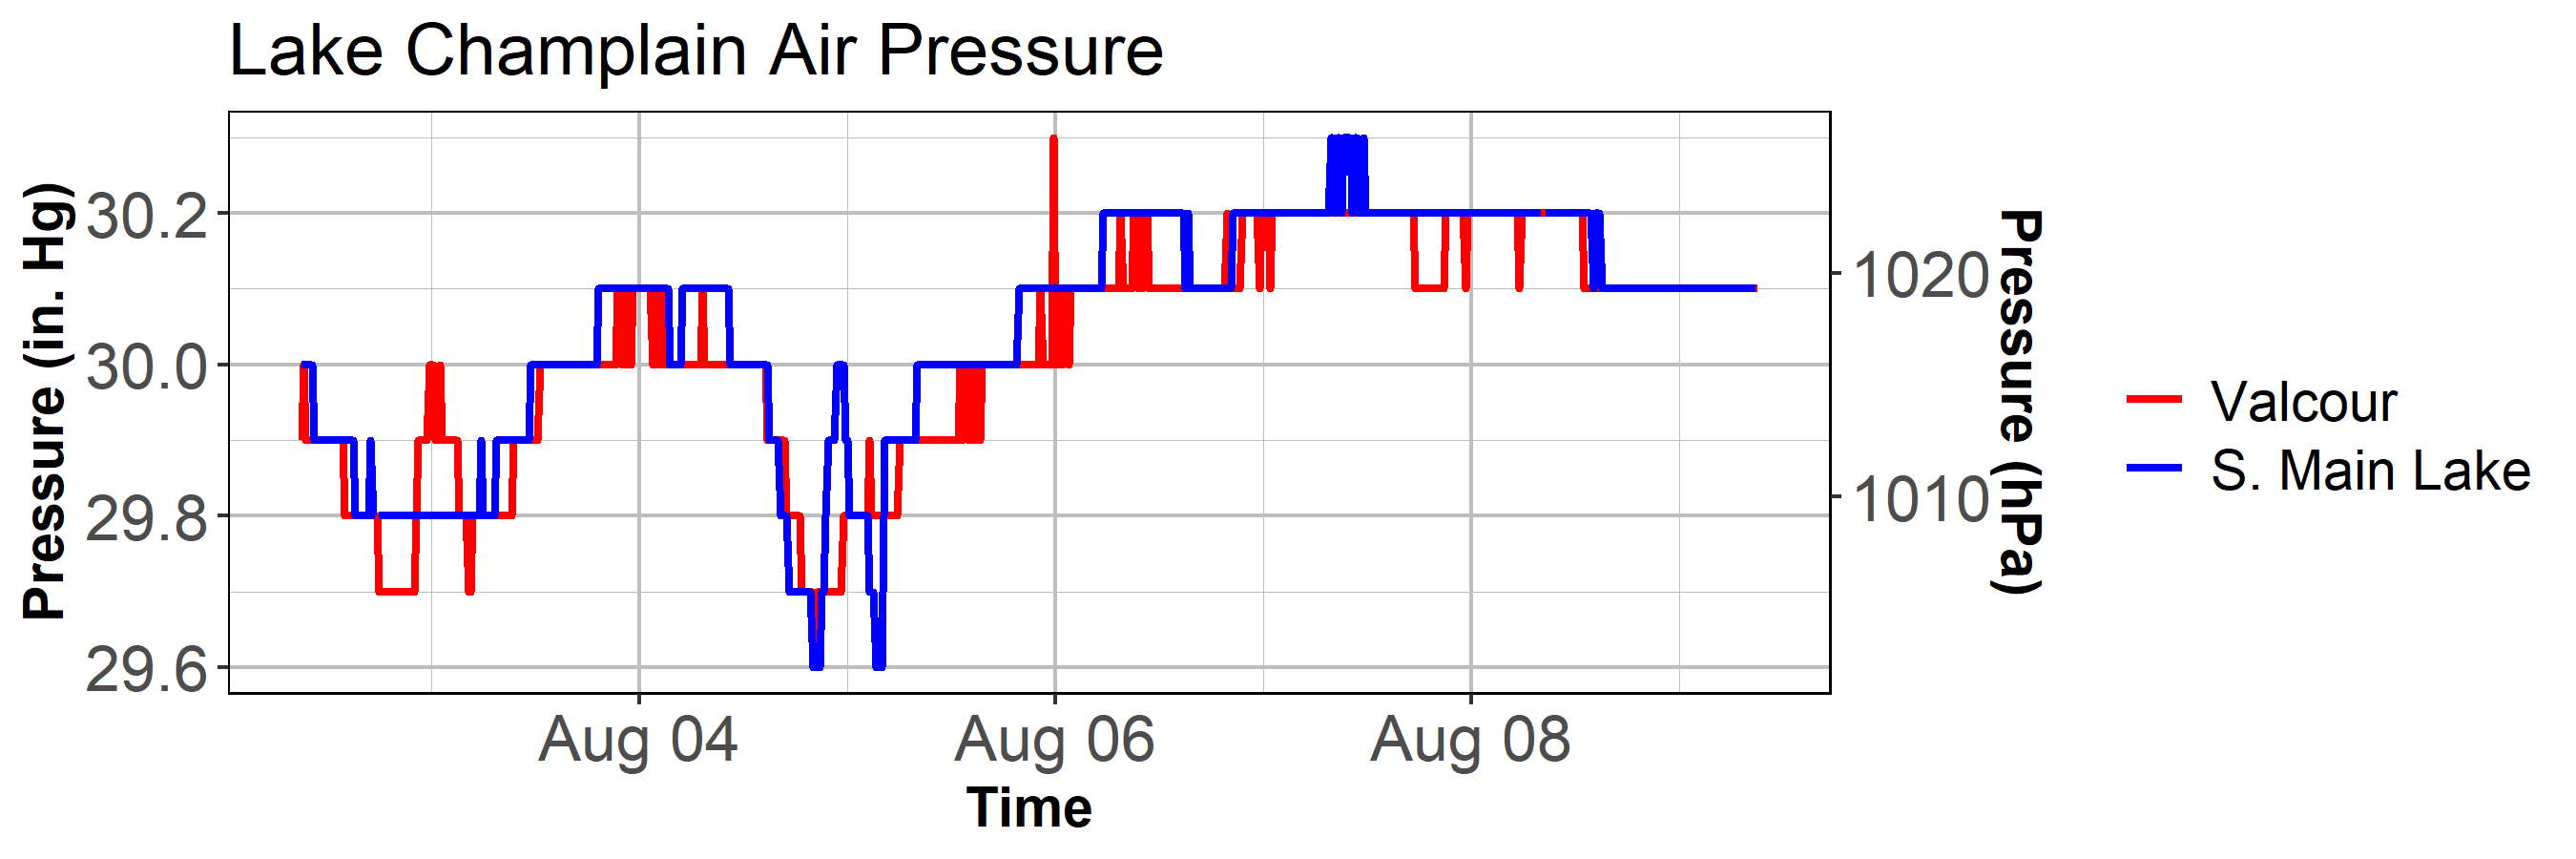 Lake Champlain Air Pressure
Pressure (in. Hg)
30.2
30.0
29.8
29.6
1020
1010
Pressure (hPa)
Aug 04
Aug 06
Aug 08
Time
Valcour
S. Main Lake